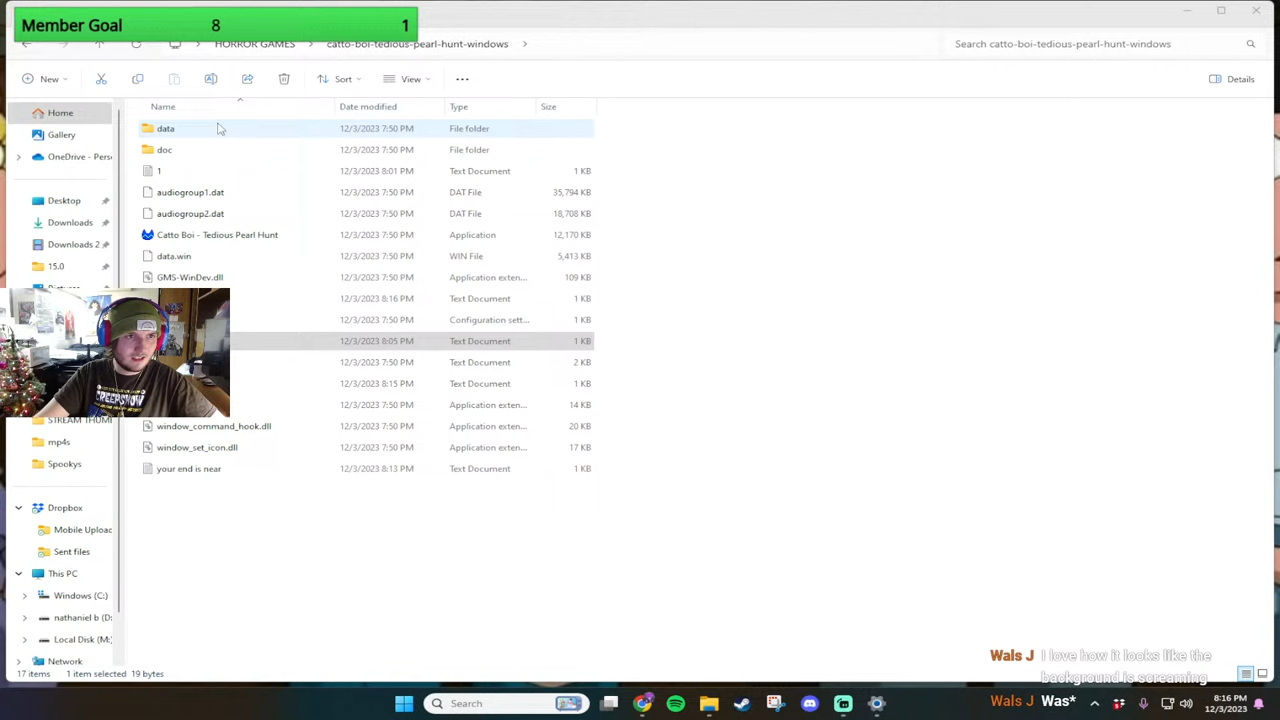 Member Goal 8 1
HORROR GAMES catto-boi-tedious-pearl-hunt-windows Search catto-boi-tedious-pearl-hunt-windows
New Sort View Details
Home
Gallery
OneDrive - Pers
Desktop
Downloads
Downloads 2
15.0
STREAM THUM
mp4s
Spookys
Dropbox
Mobile Upload
Sent files
This PC
Windows (C:)
nathaniel b (D:
Local Disk (M:)
Network
Name Date modified Type Size
data 12/3/2023 7:50 PM File folder
doc 12/3/2023 7:50 PM File folder
1 12/3/2023 8:01 PM Text Document 1 KB
audiogroup1.dat 12/3/2023 7:50 PM DAT File 35,794 KB
audiogroup2.dat 12/3/2023 7:50 PM DAT File 18,708 KB
Catto Boi - Tedious Pearl Hunt 12/3/2023 7:50 PM Application 12,170 KB
data.win 12/3/2023 7:50 PM WIN File 5,413 KB
GMS-WinDev.dll 12/3/2023 7:50 PM Application exten... 109 KB
12/3/2023 8:16 PM Text Document 1 KB
12/3/2023 7:50 PM Configuration sett... 1 KB
12/3/2023 8:05 PM Text Document 1 KB
12/3/2023 7:50 PM Text Document 2 KB
12/3/2023 8:15 PM Text Document 1 KB
12/3/2023 7:50 PM Application exten... 14 KB
window_command_hook.dll 12/3/2023 7:50 PM Application exten... 20 KB
window_set_icon.dll 12/3/2023 7:50 PM Application exten... 17 KB
your end is near 12/3/2023 8:13 PM Text Document 1 KB
CREEPSHOW
17 items 1 item selected 19 bytes
Wals J I love how it looks like the
background is screaming
Wals J Was*
Search
8:16 PM
12/3/2023